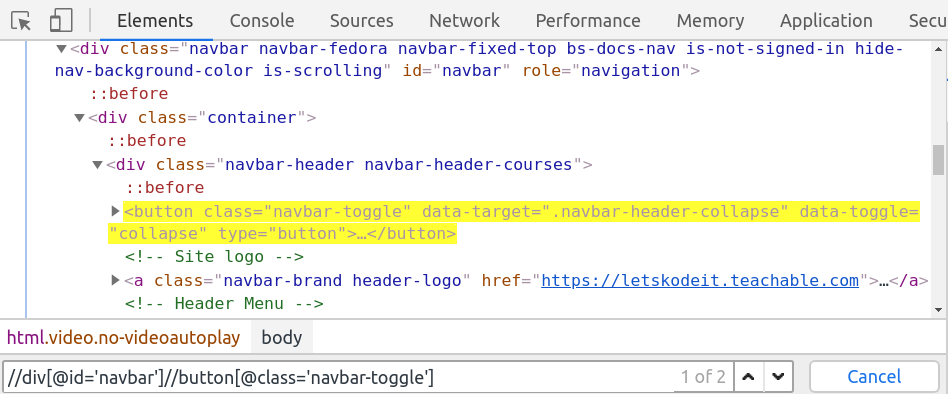 Elements Console Sources Network Performance Memory Application Secu
<div class="navbar navbar-fedora navbar-fixed-top bs-docs-nav is-not-signed-in hide-
nav-background-color is-scrolling" id="navbar" role="navigation">
::before
<div class="container">
::before
<div class="navbar-header navbar-header-courses">
::before
<button class="navbar-toggle" data-target=".navbar-header-collapse" data-toggle=
"collapse" type="button">…</button>
<!-- Site logo -->
<a class="navbar-brand header-logo" href="https://letskodeit.teachable.com">…</a>
<!-- Header Menu -->
html.video.no-videoautoplay body
//div[@id='navbar']//button[@class='navbar-toggle'] 1 of 2 Cancel